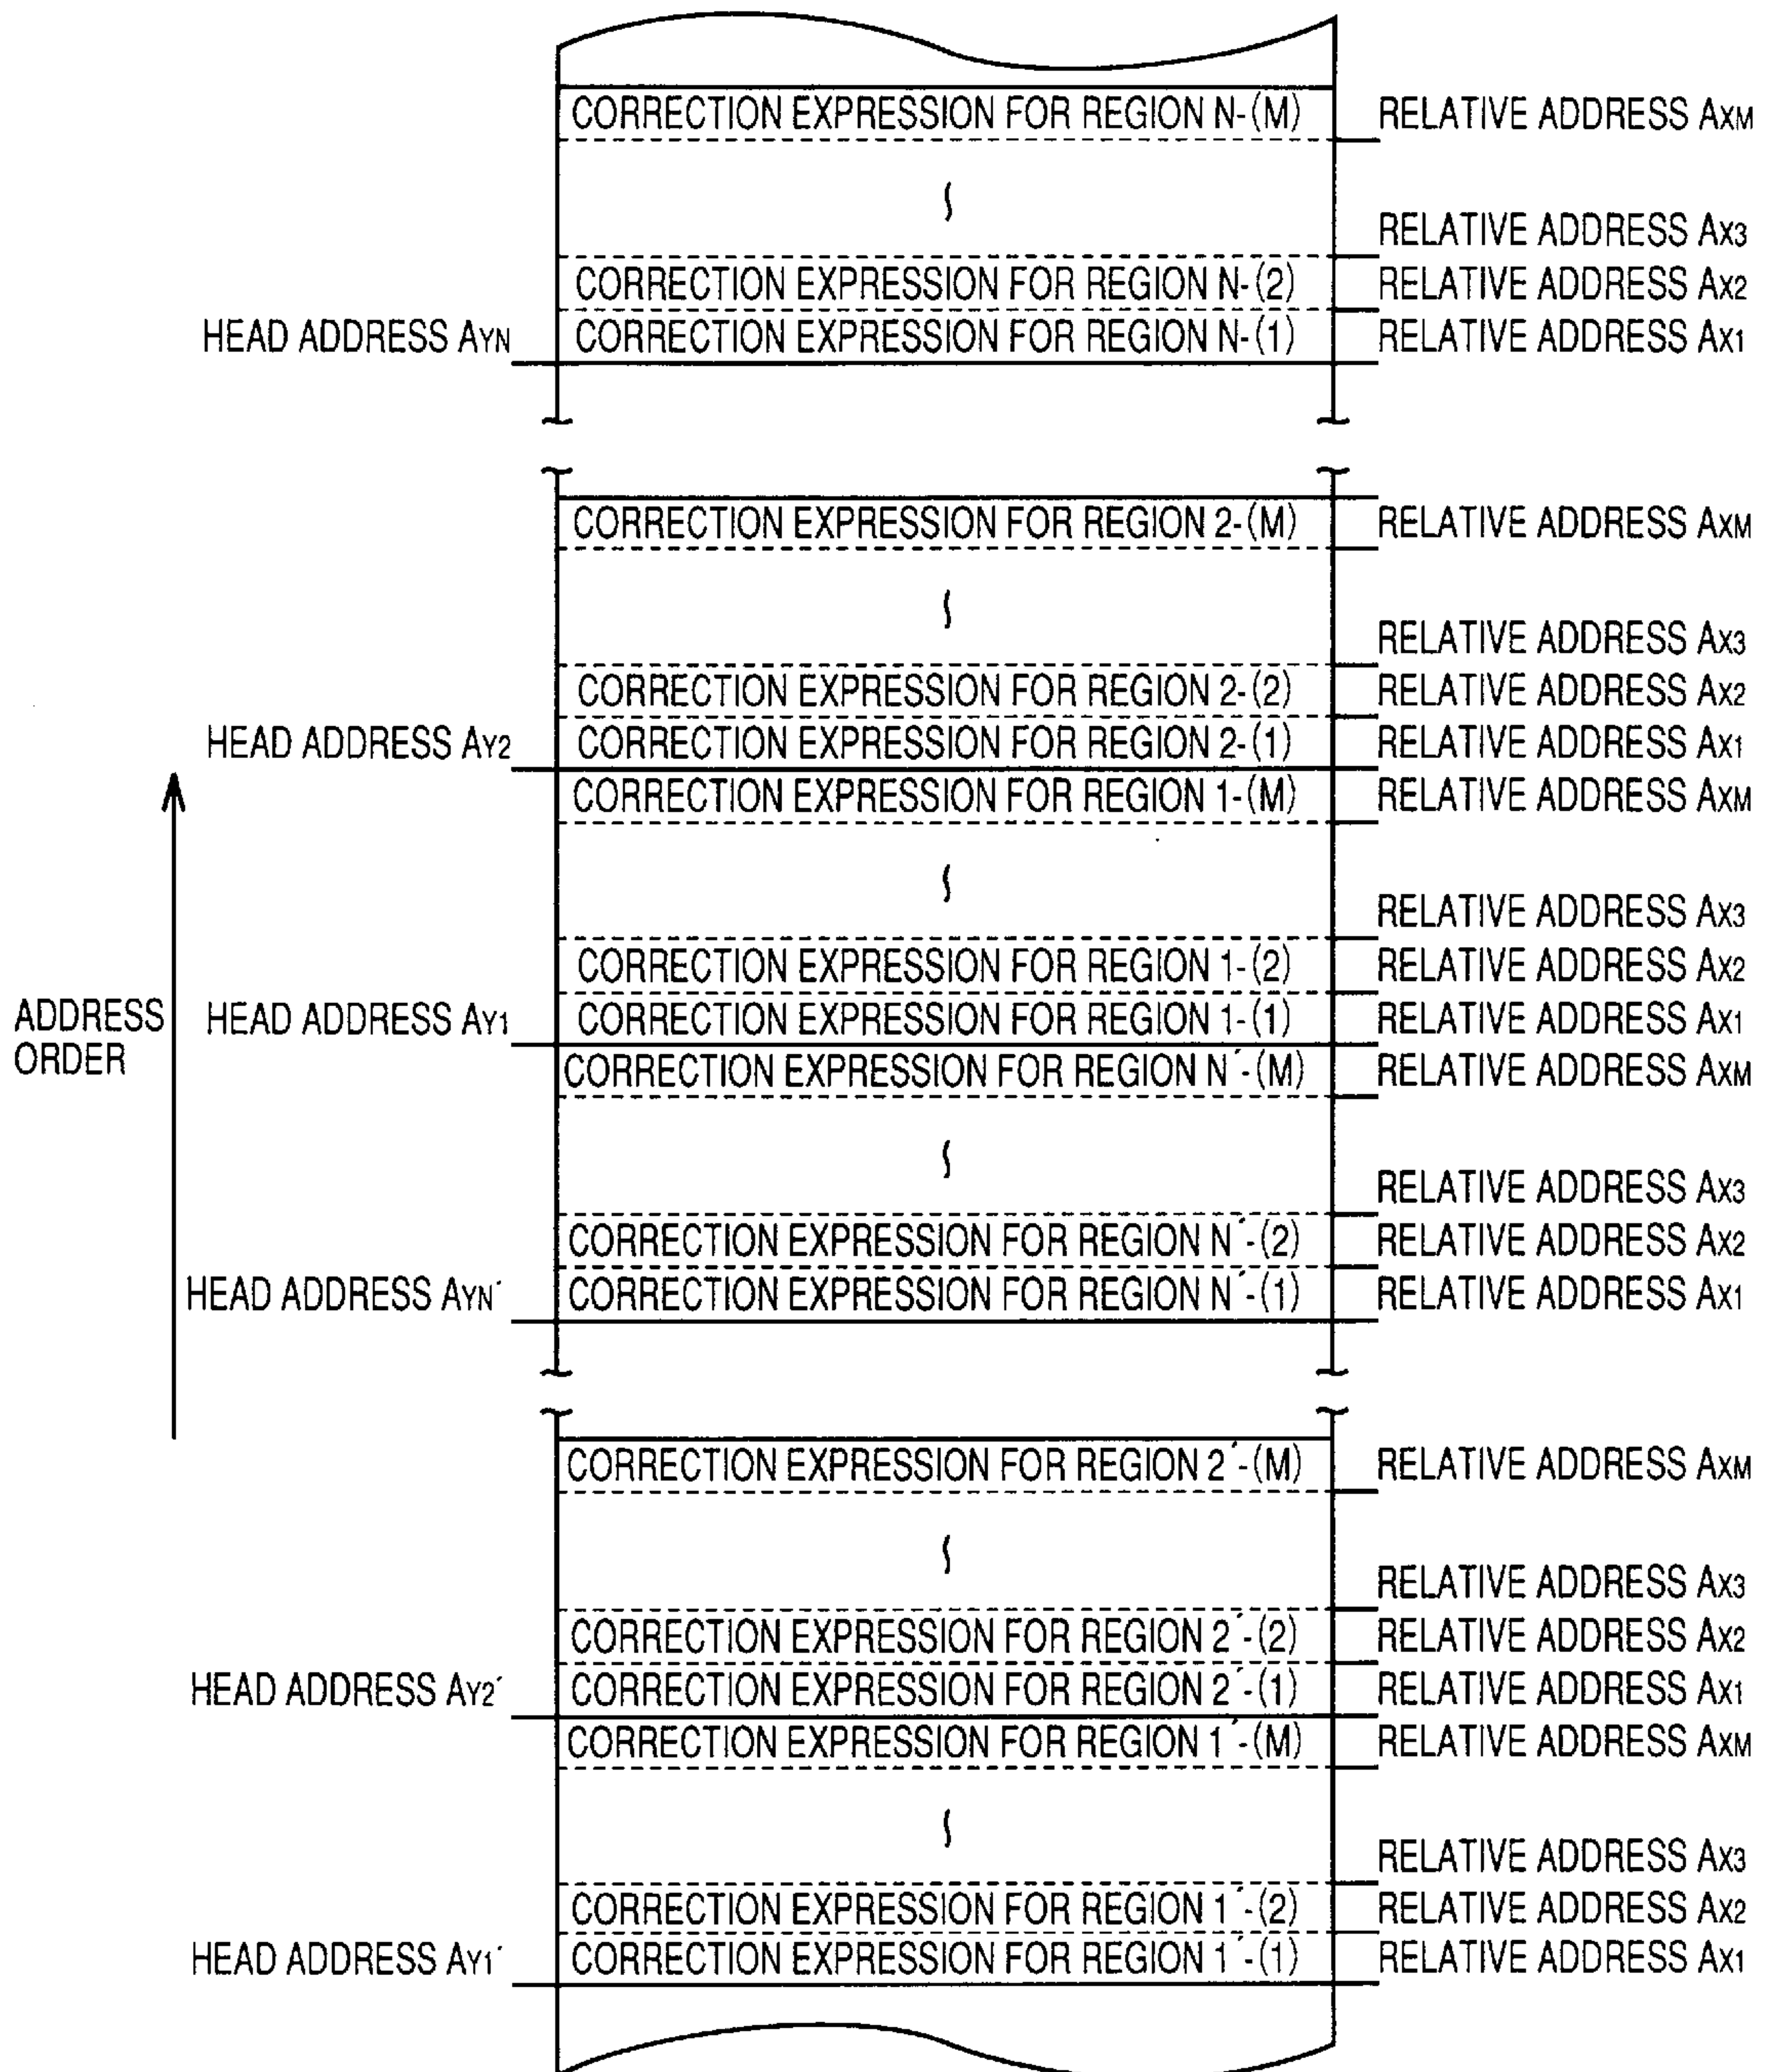 CORRECTION EXPRESSION FOR REGION N-(M) RELATIVE ADDRESS AXM
RELATIVE ADDRESS AX3
CORRECTION EXPRESSION FOR REGION N-(2) RELATIVE ADDRESS AX2
HEAD ADDRESS AYN CORRECTION EXPRESSION FOR REGION N-(1) RELATIVE ADDRESS AX1
CORRECTION EXPRESSION FOR REGION 2-(M) RELATIVE ADDRESS AXM
RELATIVE ADDRESS AX3
CORRECTION EXPRESSION FOR REGION 2-(2) RELATIVE ADDRESS AX2
HEAD ADDRESS AY2 CORRECTION EXPRESSION FOR REGION 2-(1) RELATIVE ADDRESS AX1
CORRECTION EXPRESSION FOR REGION 1-(M) RELATIVE ADDRESS AXM
RELATIVE ADDRESS AX3
CORRECTION EXPRESSION FOR REGION 1-(2) RELATIVE ADDRESS AX2
ADDRESS HEAD ADDRESS AY1 CORRECTION EXPRESSION FOR REGION 1-(1) RELATIVE ADDRESS AX1
ORDER CORRECTION EXPRESSION FOR REGION N´-(M) RELATIVE ADDRESS AXM
RELATIVE ADDRESS AX3
CORRECTION EXPRESSION FOR REGION N´-(2) RELATIVE ADDRESS AX2
HEAD ADDRESS AYN´ CORRECTION EXPRESSION FOR REGION N´-(1) RELATIVE ADDRESS AX1
CORRECTION EXPRESSION FOR REGION 2´-(M) RELATIVE ADDRESS AXM
RELATIVE ADDRESS AX3
CORRECTION EXPRESSION FOR REGION 2´-(2) RELATIVE ADDRESS AX2
HEAD ADDRESS AY2´ CORRECTION EXPRESSION FOR REGION 2´-(1) RELATIVE ADDRESS AX1
CORRECTION EXPRESSION FOR REGION 1´-(M) RELATIVE ADDRESS AXM
RELATIVE ADDRESS AX3
CORRECTION EXPRESSION FOR REGION 1´-(2) RELATIVE ADDRESS AX2
HEAD ADDRESS AY1´ CORRECTION EXPRESSION FOR REGION 1´-(1) RELATIVE ADDRESS AX1